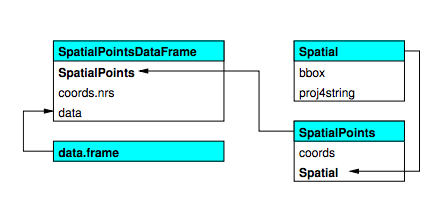 SpatialPointsDataFrame
SpatialPoints
coords.nrs
data
data.frame
Spatial
bbox
proj4string
SpatialPoints
coords
Spatial